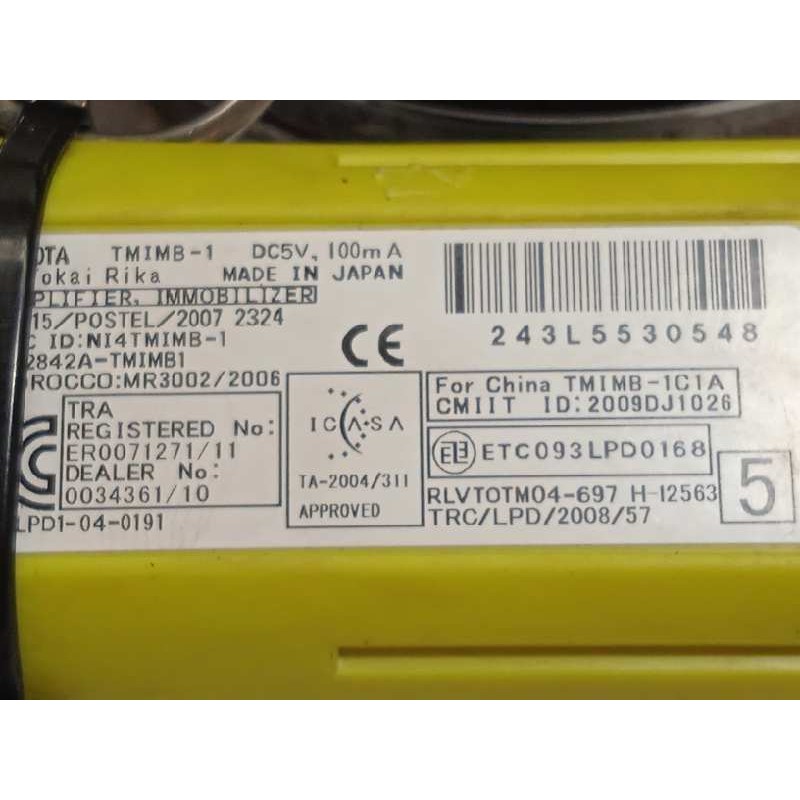 OTA TMIMB-1 DC5V, 100mA
Tokai Rika MADE IN JAPAN
PLIFIER, IMMOBILIZER
15/POSTEL/2007 2324
C ID:NI4TMIMB-1
2842A-TMIMB1
OROCCO:MR3002/2006
TRA
REGISTERED No:
ER0071271/11
DEALER No:
0034361/10
LPD1-04-0191
CE
ICASA
TA-2004/311
APPROVED
243L5530548
For China TMIMB-1C1A
CMIIT ID:2009DJ1026
ETC093LPD0168
RLVTOTM04-697 H-12563
TRC/LPD/2008/57
5